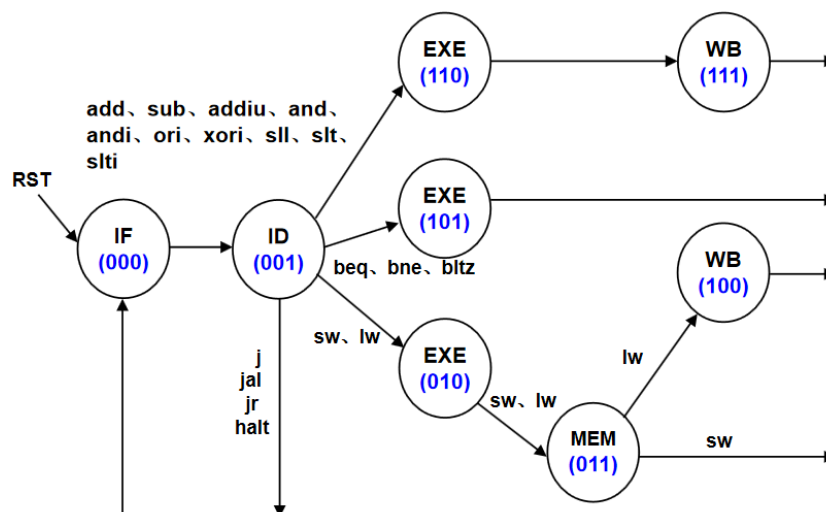 EXE
(110)
WB
(111)
add、sub、addiu、and、
andi、ori、xori、sll、slt、
slti
RST
IF
(000)
ID
(001)
EXE
(101)
beq、bne、bltz
WB
(100)
sw、lw
EXE
(010)
j
jal
jr
halt
sw、lw
lw
MEM
(011)
sw